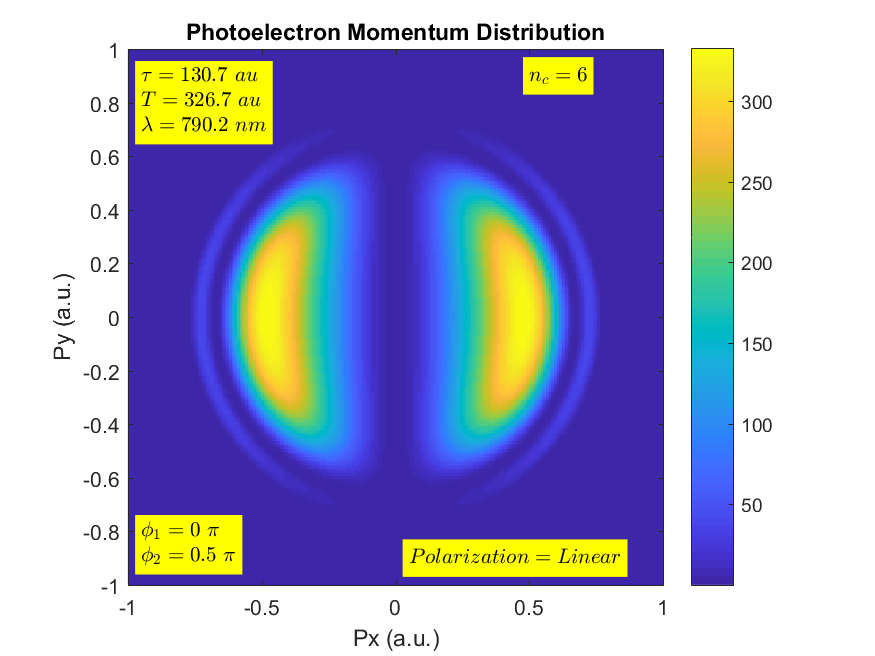 Photoelectron Momentum Distribution
τ = 130.7 au
T = 326.7 au
λ = 790.2 nm
n_c = 6
ϕ₁ = 0 π
ϕ₂ = 0.5 π
Polarization = Linear
1
0.8
0.6
0.4
0.2
0
-0.2
-0.4
-0.6
-0.8
-1
Py (a.u.)
-1 -0.5 0 0.5 1
Px (a.u.)
300
250
200
150
100
50